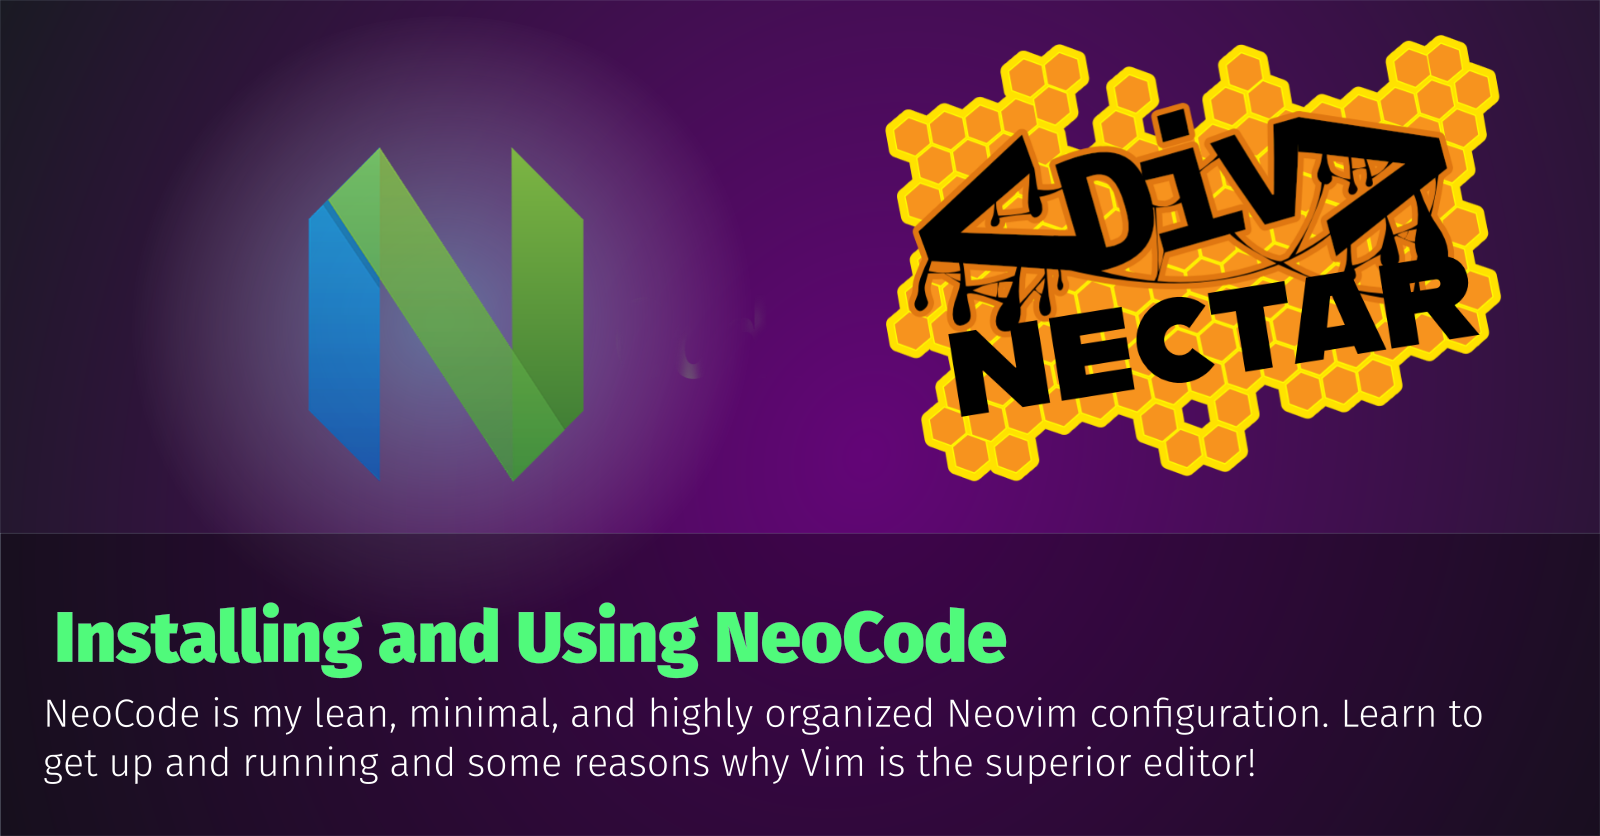 <Div>
NECTAR
Installing and Using NeoCode
NeoCode is my lean, minimal, and highly organized Neovim configuration. Learn to
get up and running and some reasons why Vim is the superior editor!